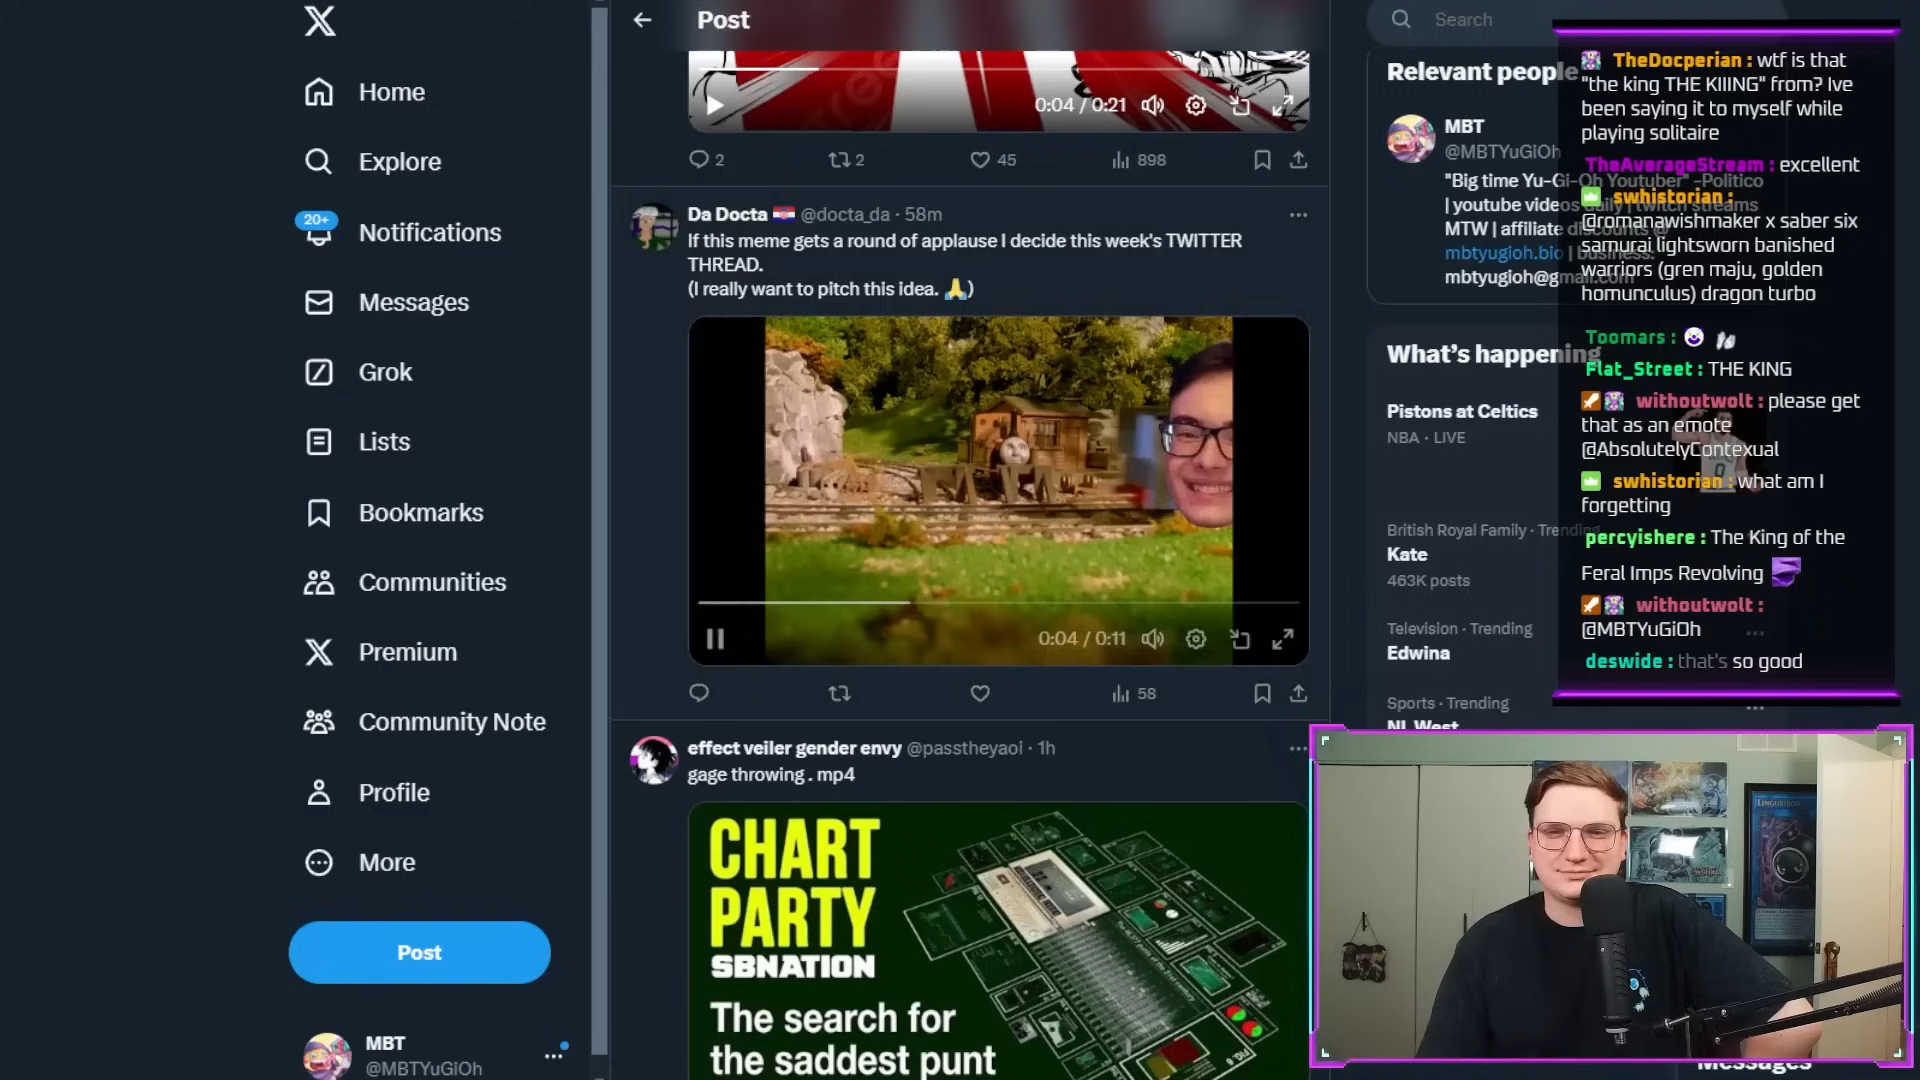 Home
Explore
20+
Notifications
Messages
Grok
Lists
Bookmarks
Communities
Premium
Community Note
Profile
More
Post
MBT
@MBTYuGiOh
Post
0:04 / 0:21
2
2
45
898
Da Docta @docta_da · 58m
If this meme gets a round of applause I decide this week's TWITTER
THREAD.
(I really want to pitch this idea. 🙏)
0:04 / 0:11
58
effect veiler gender envy @passtheyaoi · 1h
gage throwing . mp4
CHART
PARTY
SBNATION
The search for
the saddest punt
Search
Relevant people
MBT
@MBTYuGiOh
"Big time Yu-Gi-Oh Youtuber" -Politico
| youtube videos daily | twitch streams
MTW | affiliate discounts @
mbtyugioh.bio | business:
mbtyugioh@gmail.com
What's happening
Pistons at Celtics
NBA · LIVE
British Royal Family · Trending
Kate
463K posts
Television · Trending
Edwina
Sports · Trending
NL West
Messages
TheDocperian : wtf is that
"the king THE KIIING" from? Ive
been saying it to myself while
playing solitaire
TheAverageStream : excellent
swhistorian :
@romanawishmaker x saber six
samurai lightsworn banished
warriors (gren maju, golden
homunculus) dragon turbo
Toomars :
Flat_Street : THE KING
withoutwolt : please get
that as an emote
@AbsolutelyContexual
swhistorian : what am I
forgetting
percyishere : The King of the
Feral Imps Revolving
withoutwolt :
@MBTYuGiOh
deswide : that's so good